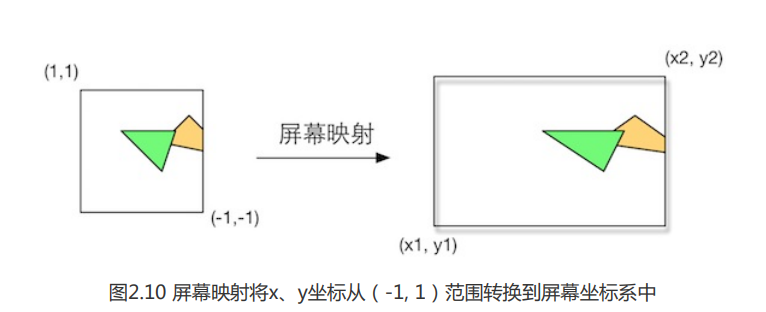 (x2, y2)
(1,1)
屏幕映射
(-1,-1)
(x1, y1)
图2.10 屏幕映射将x、y坐标从（-1, 1）范围转换到屏幕坐标系中